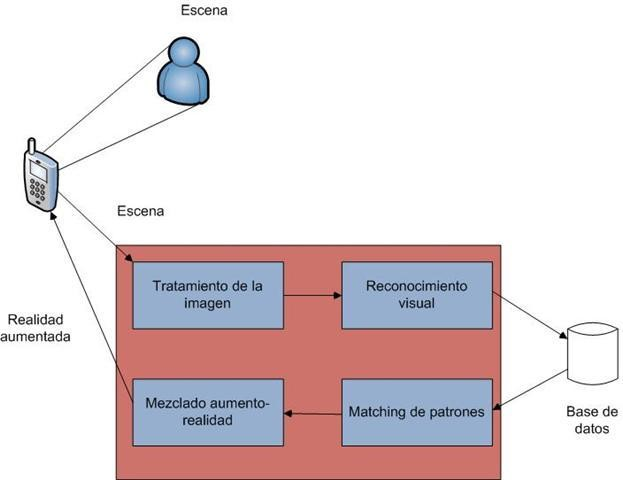 Escena
Escena
Tratamiento de la
imagen
Reconocimiento
visual
Realidad
aumentada
Mezclado aumento-
realidad
Matching de patrones
Base de
datos